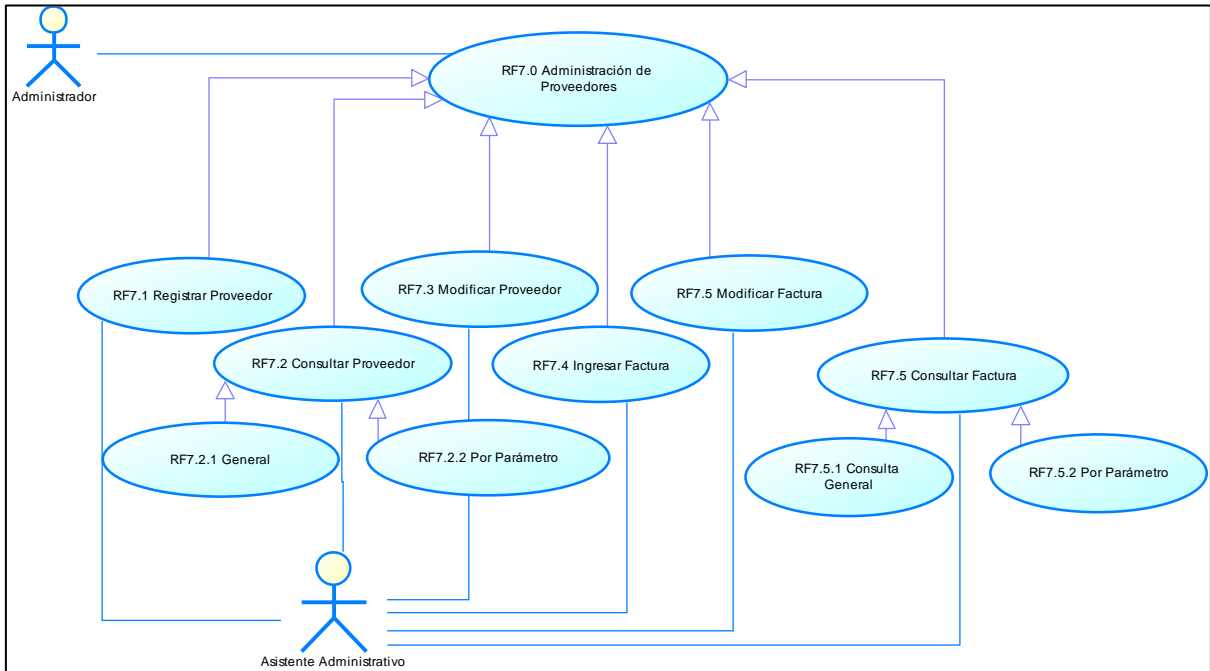 RF7.0 Administración de
Proveedores
Administrador
RF7.1 Registrar Proveedor
RF7.3 Modificar Proveedor
RF7.5 Modificar Factura
RF7.2 Consultar Proveedor
RF7.4 Ingresar Factura
RF7.5 Consultar Factura
RF7.2.1 General
RF7.2.2 Por Parámetro
RF7.5.1 Consulta
General
RF7.5.2 Por Parámetro
Asistente Administrativo